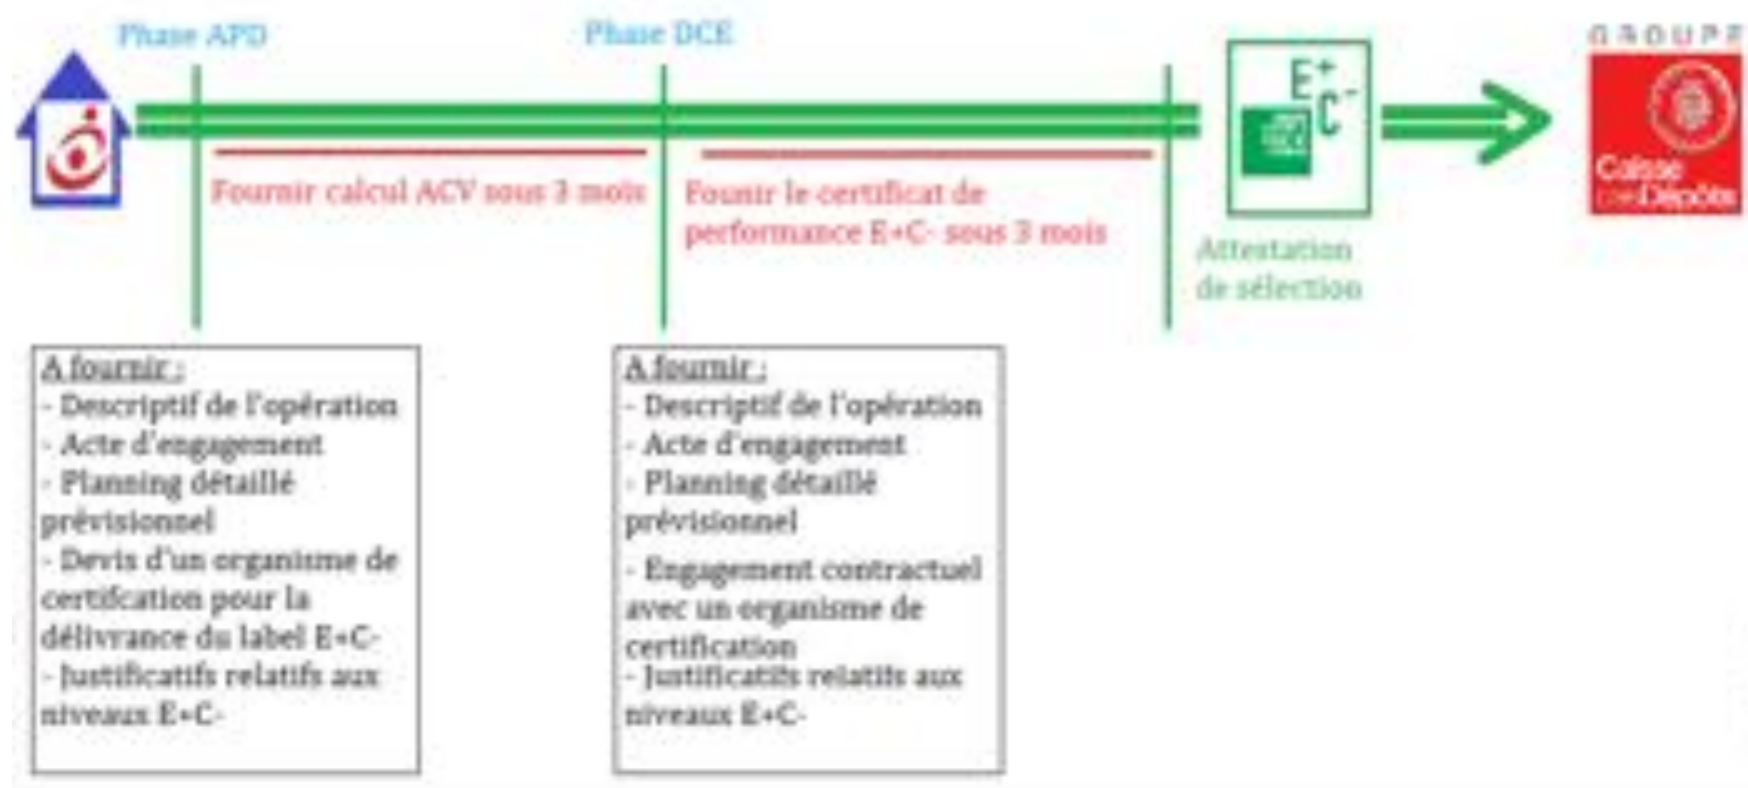 Phase APD
Phase DCE
GROUPE
E+
C-
Caisse
desDépôts
Fournir calcul ACV sous 3 mois
Founir le certificat de
performance E+C- sous 3 mois
Attestation
de sélection
A fournir :
- Descriptif de l'opération
- Acte d'engagement
- Planning détaillé
prévisionnel
- Devis d'un organisme de
certifcation pour la
délivrance du label E+C-
- Justificatifs relatifs aux
niveaux E+C-
A fournir :
- Descriptif de l'opération
- Acte d'engagement
- Planning détaillé
prévisionnel
- Engagement contractuel
avec un organisme de
certification
- Justificatifs relatifs aux
niveaux E+C-